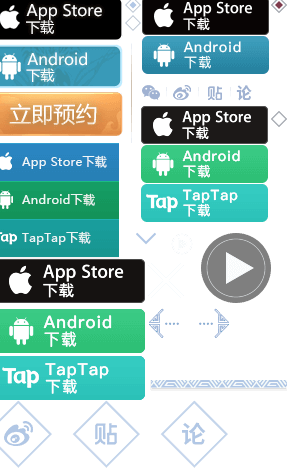 App Store
下载
Android
下载
立即预约
App Store下载
Android下载
Tap TapTap下载
App Store
下载
Android
下载
Tap TapTap
下载
App Store
下载
Android
下载
贴 论
App Store
下载
Android
下载
Tap TapTap
下载
贴
论